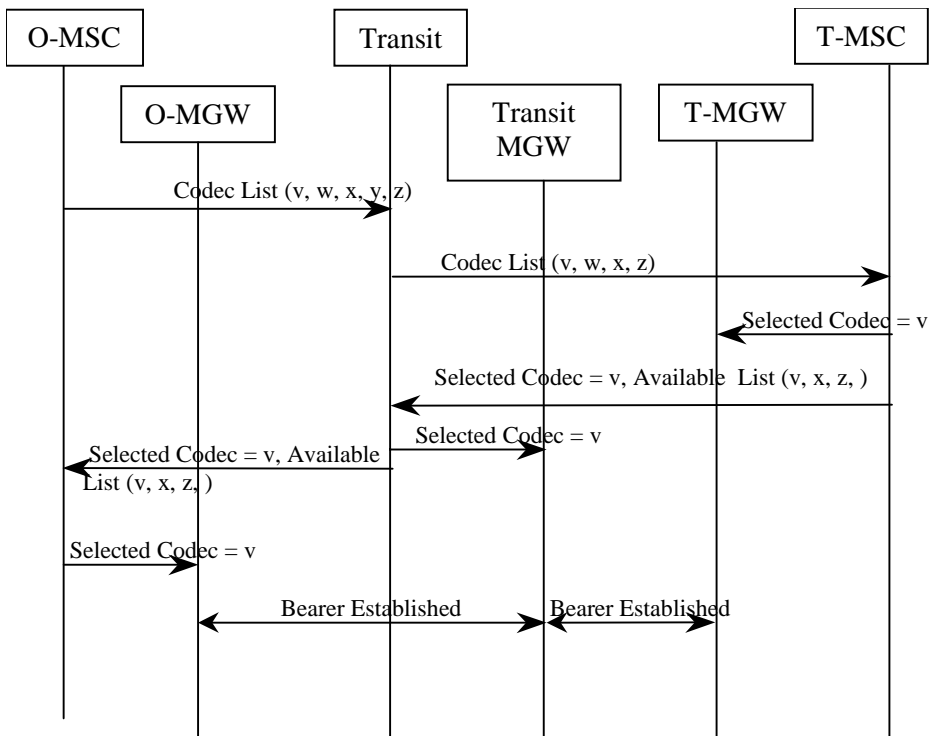 O-MSC
Transit
T-MSC
O-MGW
Transit
MGW
T-MGW
Codec List (v, w, x, y, z)
Codec List (v, w, x, z)
Selected Codec = v
Selected Codec = v, Available List (v, x, z, )
Selected Codec = v
Selected Codec = v, Available
List (v, x, z, )
Selected Codec = v
Bearer Established
Bearer Established